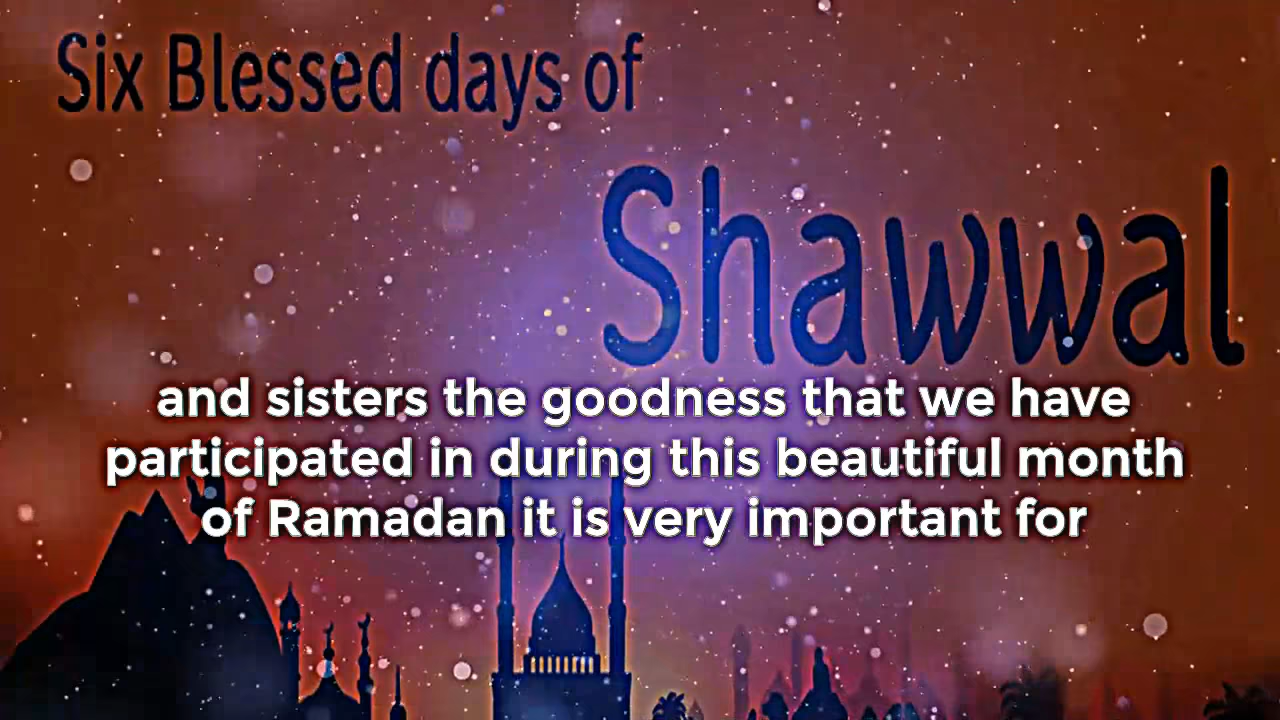 Six Blessed days of
Shawwal
and sisters the goodness that we have
participated in during this beautiful month
of Ramadan it is very important for